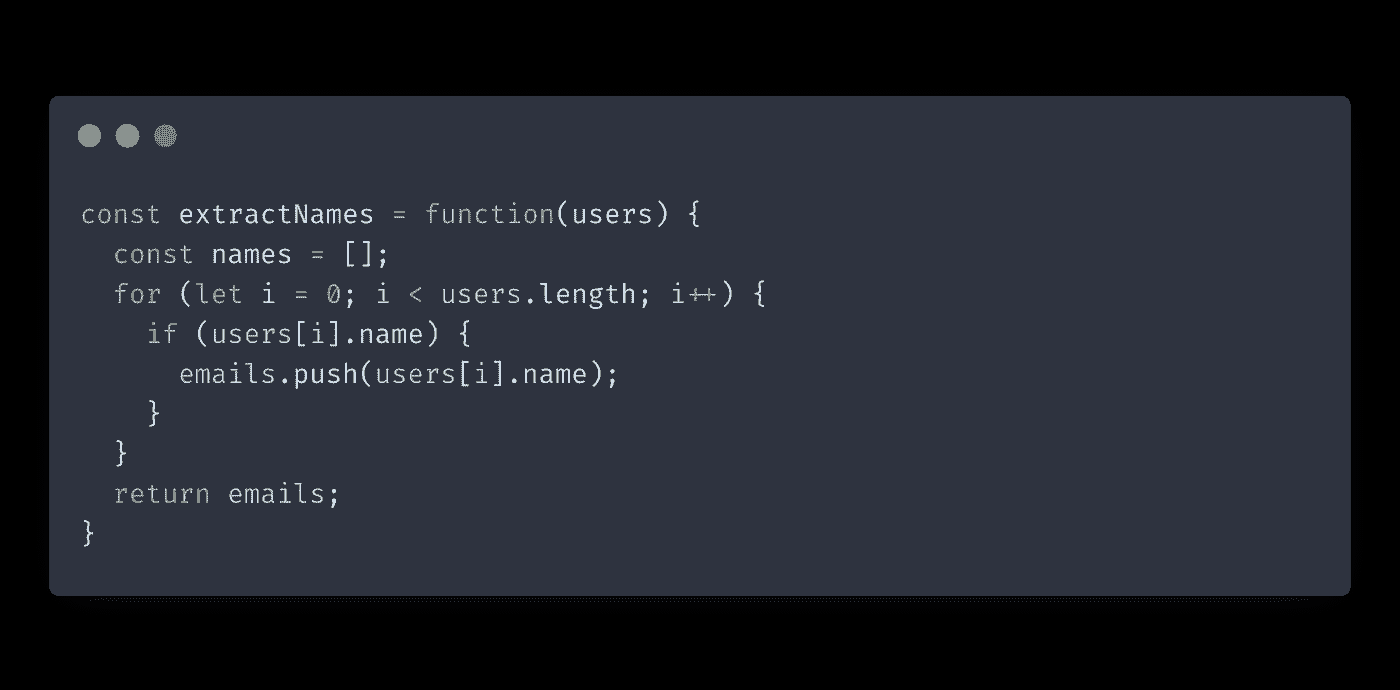 const extractNames = function(users) {
  const names = [];
  for (let i = 0; i < users.length; i++) {
    if (users[i].name) {
      emails.push(users[i].name);
    }
  }
  return emails;
}